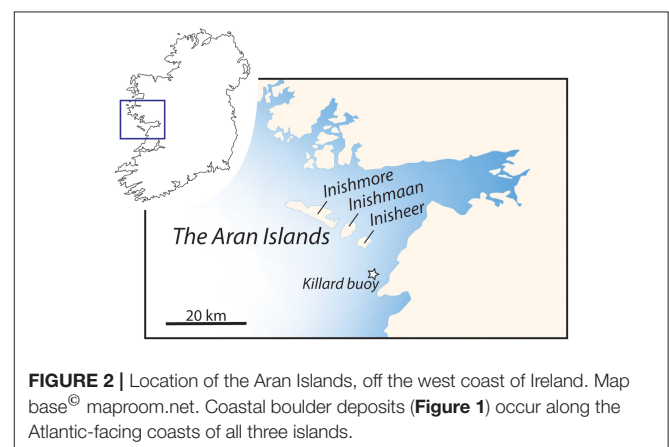 Inishmore
Inishmaan
Inisheer
The Aran Islands
Killard buoy
20 km
FIGURE 2 | Location of the Aran Islands, off the west coast of Ireland. Map
base© maproom.net. Coastal boulder deposits (Figure 1) occur along the
Atlantic-facing coasts of all three islands.